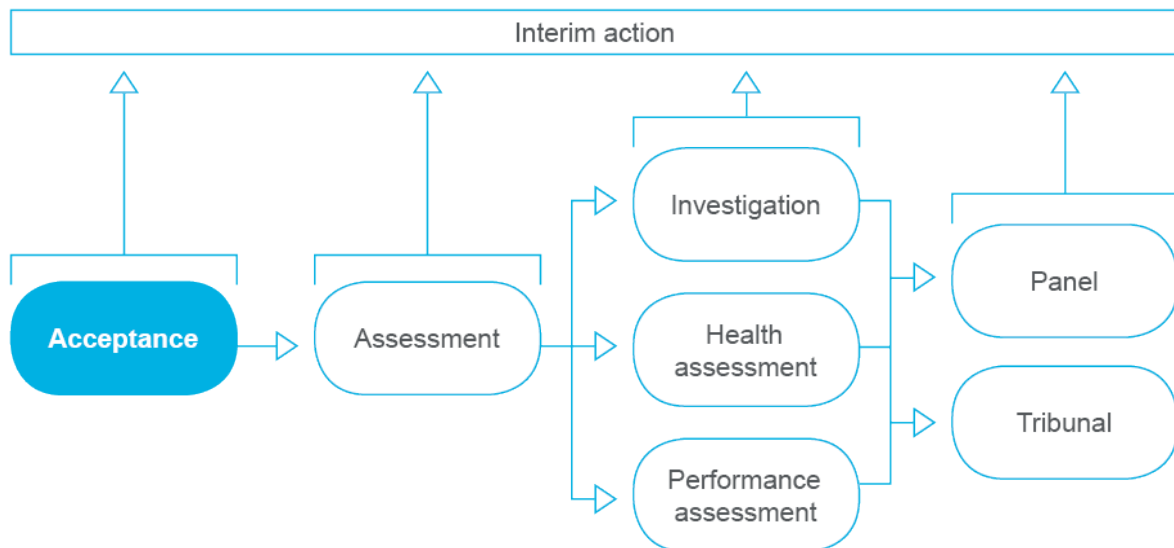 Interim action
Acceptance
Assessment
Investigation
Health
assessment
Performance
assessment
Panel
Tribunal